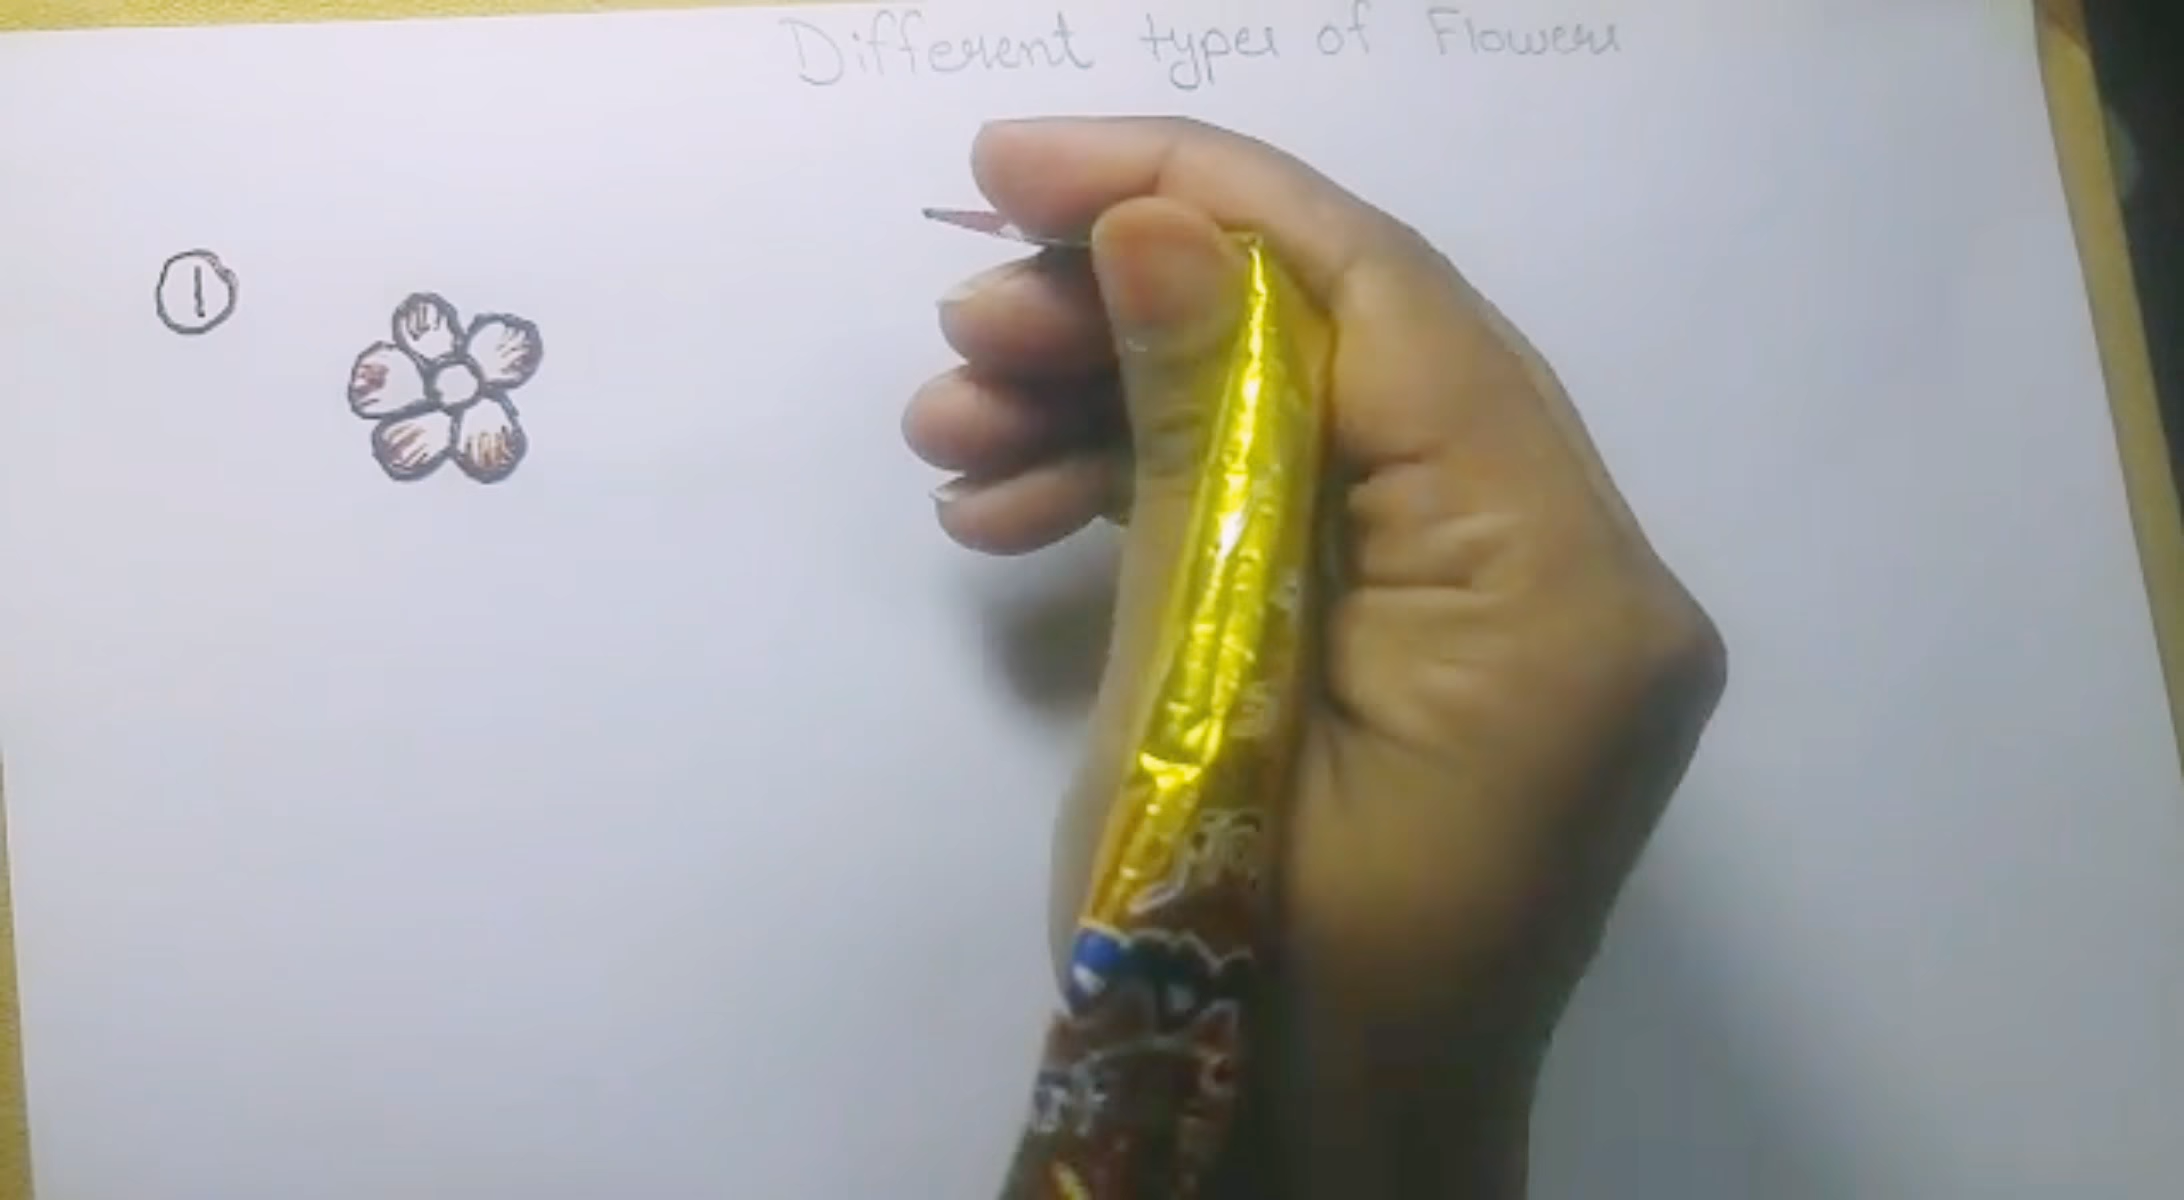 Different types of Flowers
①